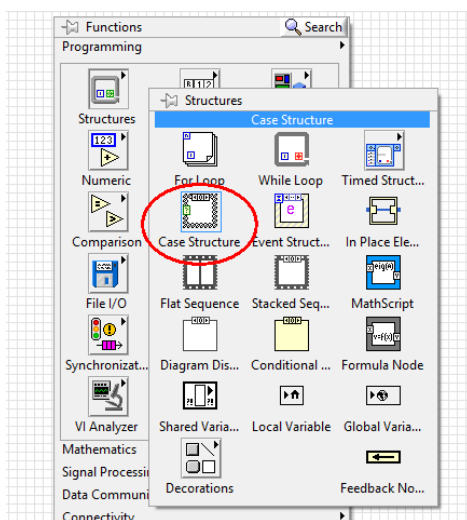 Functions
Search
Programming
Structures
Structures
Case Structure
Numeric
For Loop
While Loop
Timed Struct...
Comparison
Case Structure
Event Struct...
In Place Ele...
File I/O
Flat Sequence
Stacked Seq...
MathScript
Synchronizat...
Diagram Dis...
Conditional ...
Formula Node
VI Analyzer
Shared Varia...
Local Variable
Global Varia...
Mathematics
Signal Processi
Data Communi
Decorations
Feedback No...
Connectivity